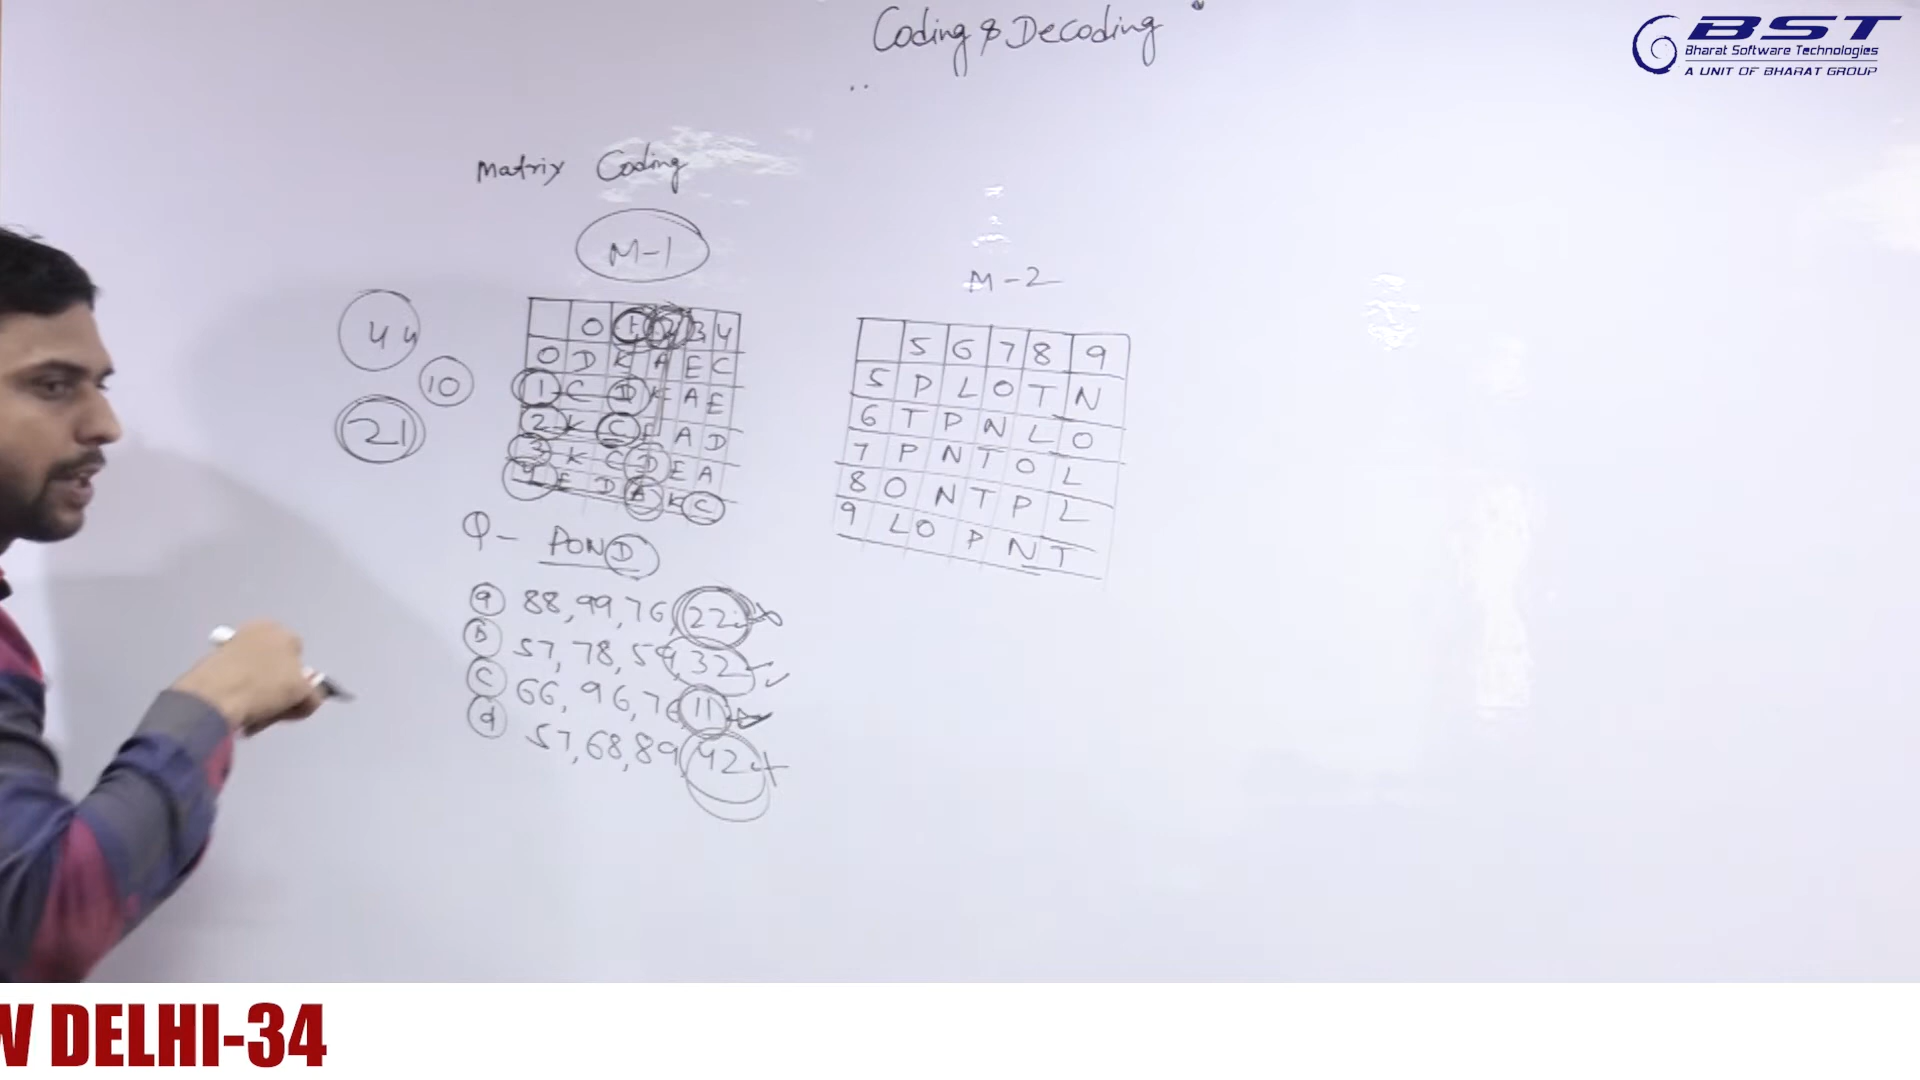 Coding & Decoding
BST
Bharat Software Technologies
A UNIT OF BHARAT GROUP
Matrix Coding
M-1
M-2
44
10
21
0 1 2 3 4
0 D K A E C
1 C D K A E
2 K C E A D
3 K C D E A
4 E D A K C
5 6 7 8 9
5 P L O T N
6 T P N L O
7 P N T O L
8 O N T P L
9 L O P N T
Q- POND
a 88, 99, 76, 22
b 57, 78, 59, 32
c 66, 96, 76, 11
d 57, 68, 89, 42
DELHI-34